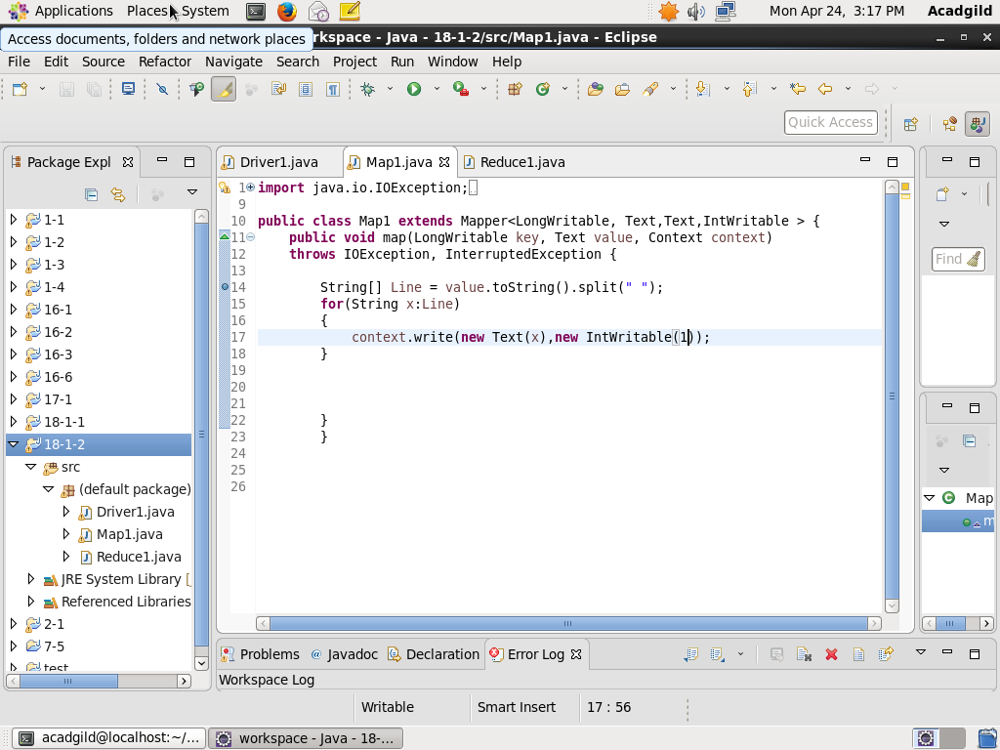 Applications Places System Mon Apr 24, 3:17 PM Acadgild
Access documents, folders and network places
kspace - Java - 18-1-2/src/Map1.java - Eclipse
File Edit Source Refactor Navigate Search Project Run Window Help
Quick Access
Package Expl
Driver1.java Map1.java Reduce1.java
1 import java.io.IOException;
9
10 public class Map1 extends Mapper<LongWritable, Text,Text,IntWritable > {
11 public void map(LongWritable key, Text value, Context context)
12 throws IOException, InterruptedException {
13
14 String[] Line = value.toString().split(" ");
15 for(String x:Line)
16 {
17 context.write(new Text(x),new IntWritable(1));
18 }
19
20
21
22 }
23 }
24
25
26
1-1
1-2
1-3
1-4
16-1
16-2
16-3
16-6
17-1
18-1-1
18-1-2
src
(default package)
Driver1.java
Map1.java
Reduce1.java
JRE System Library [
Referenced Libraries
2-1
7-5
test
Find
Map
m
Problems @ Javadoc Declaration Error Log
Workspace Log
Writable Smart Insert 17 : 56
acadgild@localhost:~/... workspace - Java - 18-...